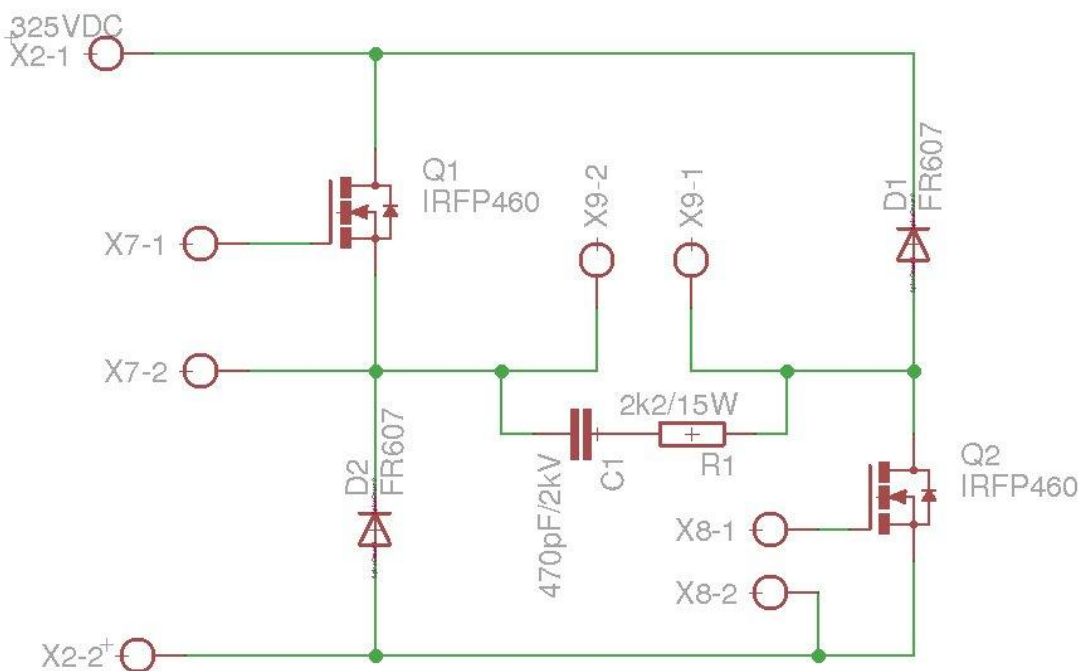 325VDC
X2-1
Q1
IRFP460
X7-1
X9-2
X9-1
D1
FR607
X7-2
2k2/15W
R1
C1
470pF/2kV
D2
FR607
Q2
IRFP460
X8-1
X8-2
X2-2